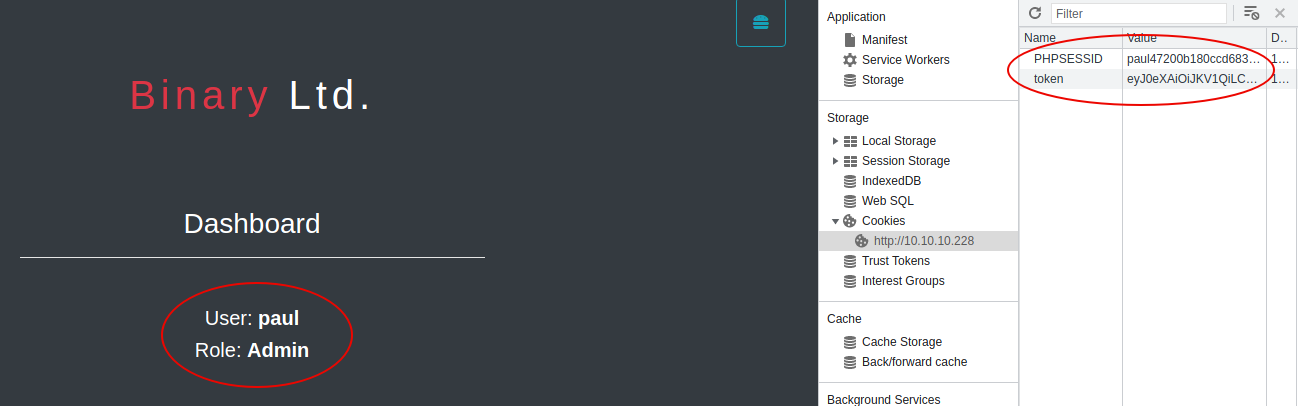 Binary Ltd.
Dashboard
User: paul
Role: Admin
Application
Manifest
Service Workers
Storage
Storage
Local Storage
Session Storage
IndexedDB
Web SQL
Cookies
http://10.10.10.228
Trust Tokens
Interest Groups
Cache
Cache Storage
Back/forward cache
Background Services
Filter
Name Value D..
PHPSESSID paul47200b180ccd683... 1...
token eyJ0eXAiOiJKV1QiLC... 1...